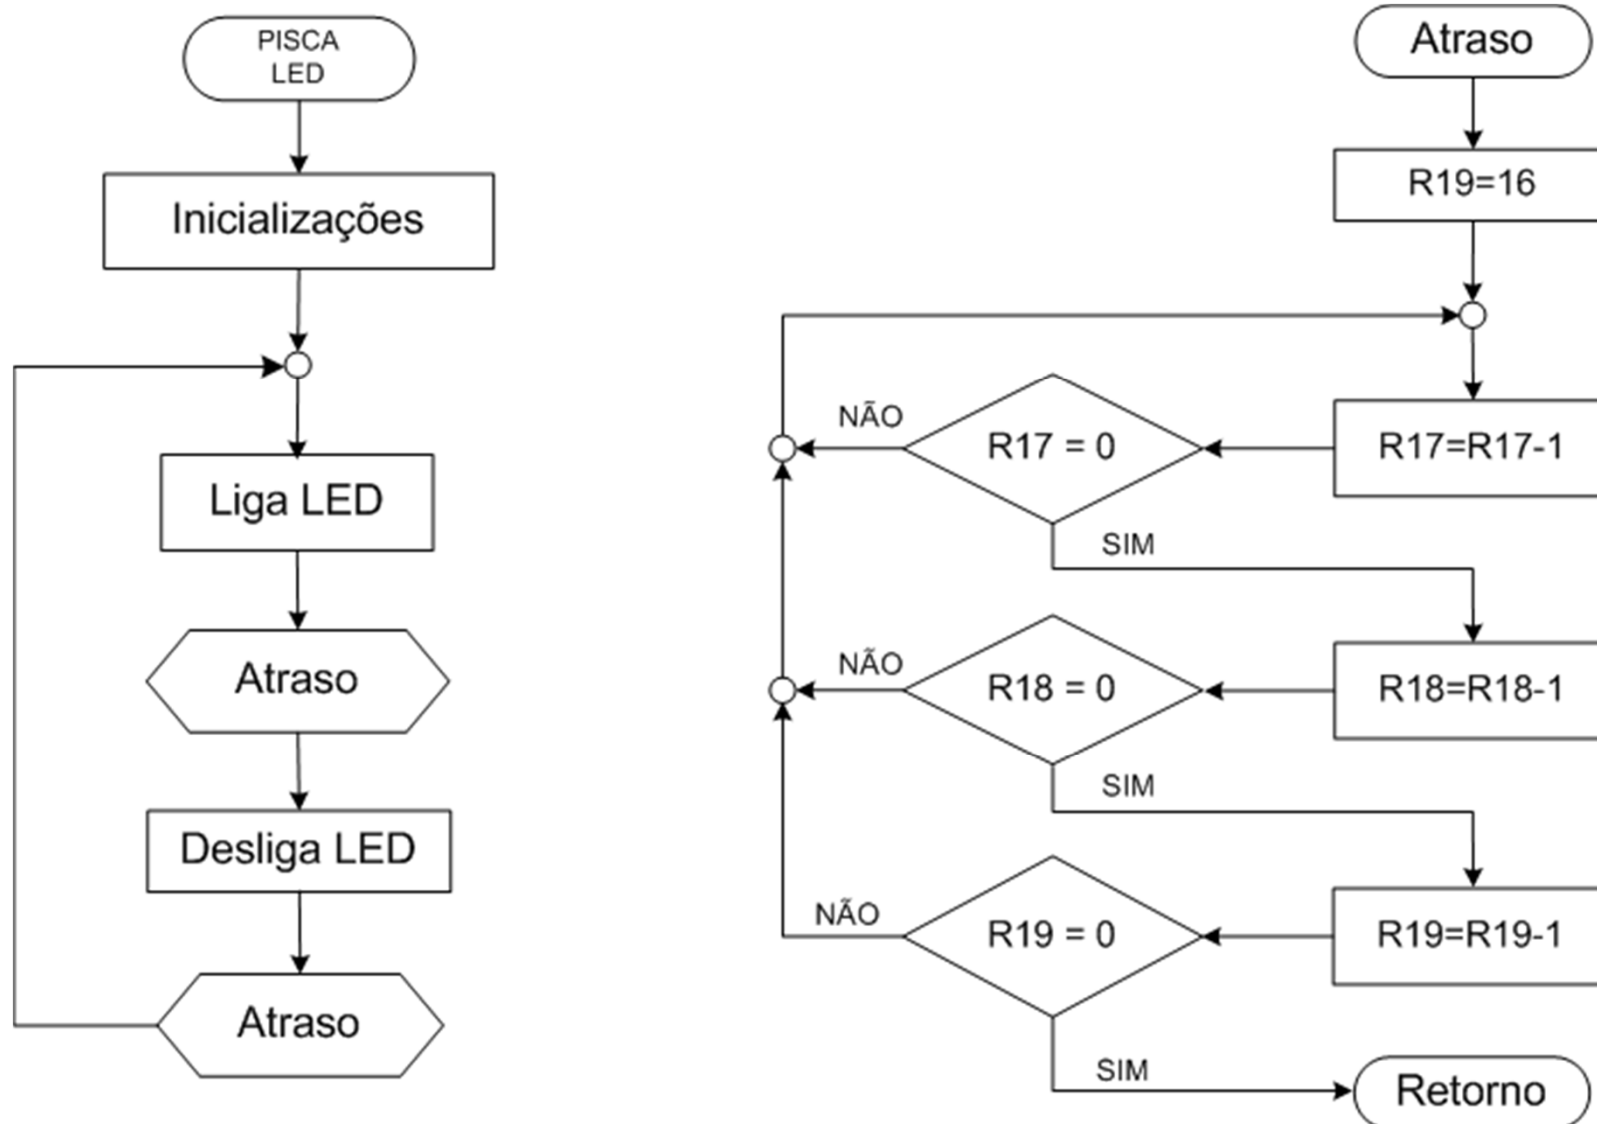 PISCA
LED
Inicializações
Liga LED
Atraso
Desliga LED
Atraso
Atraso
R19=16
R17=R17-1
R17 = 0
NÃO
SIM
R18=R18-1
R18 = 0
NÃO
SIM
R19=R19-1
R19 = 0
NÃO
SIM
Retorno